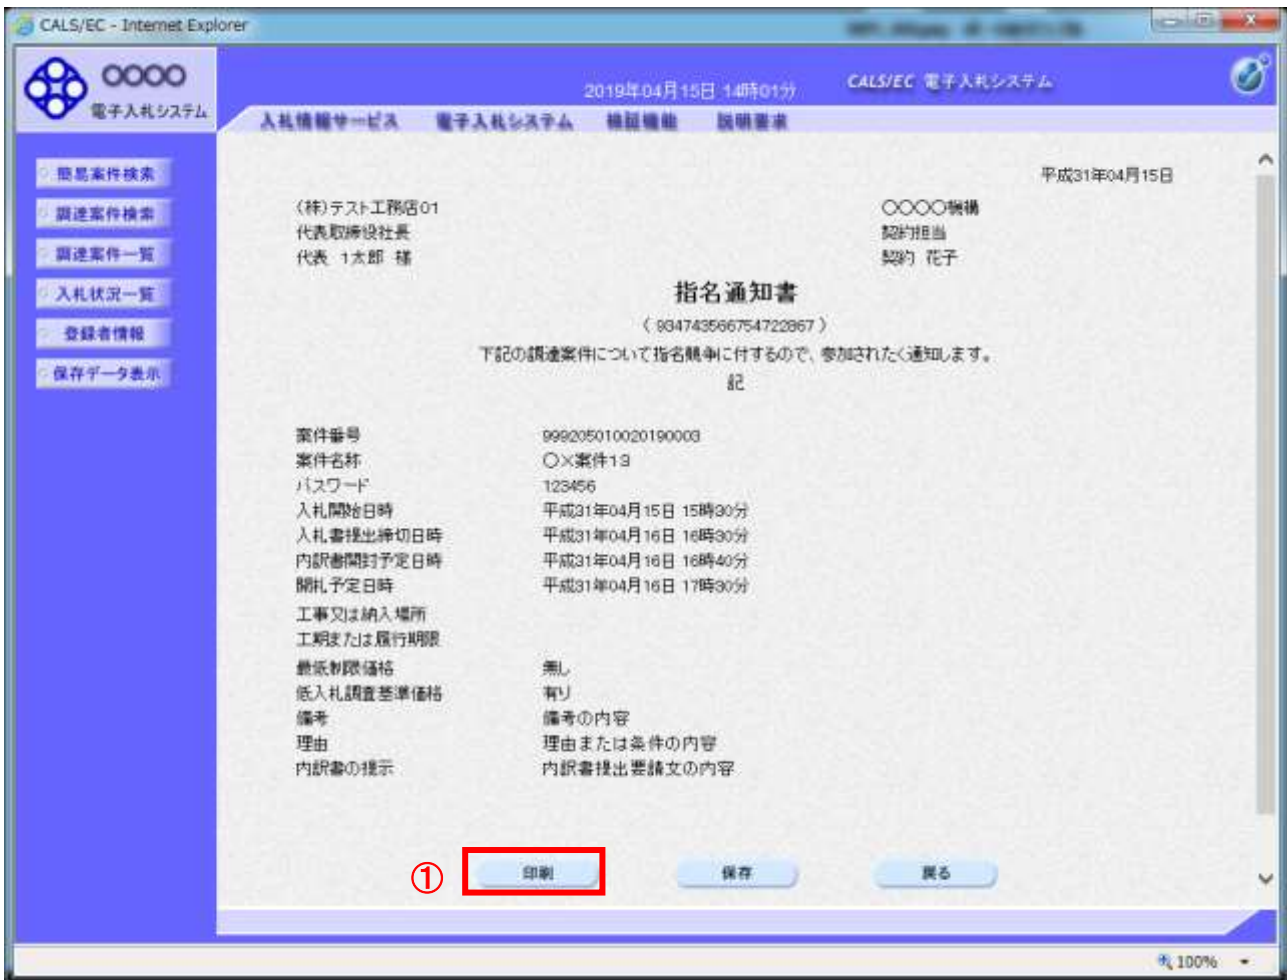 CALS/EC - Internet Explorer
○○○○
電子入札システム
2019年04月15日 14時01分
CALS/EC 電子入札システム
入札情報サービス 電子入札システム 検証機能 説明要求
簡易案件検索
調達案件検索
調達案件一覧
入札状況一覧
登録者情報
保存データ表示
平成31年04月15日
(株)テスト工務店01
代表取締役社長
代表 1太郎 様
○○○○機構
契約担当
契約 花子
指名通知書
( 934743566754722867 )
下記の調達案件について指名競争に付するので、参加されたく通知します。
記
案件番号 999205010020190003
案件名称 ○×案件13
パスワード 123456
入札開始日時 平成31年04月15日 15時30分
入札書提出締切日時 平成31年04月16日 16時30分
内訳書開封予定日時 平成31年04月16日 16時40分
開札予定日時 平成31年04月16日 17時30分
工事又は納入場所
工期または履行期限
最低制限価格 無し
低入札調査基準価格 有り
備考 備考の内容
理由 理由または条件の内容
内訳書の提示 内訳書提出要請文の内容
① 印刷 保存 戻る
100%